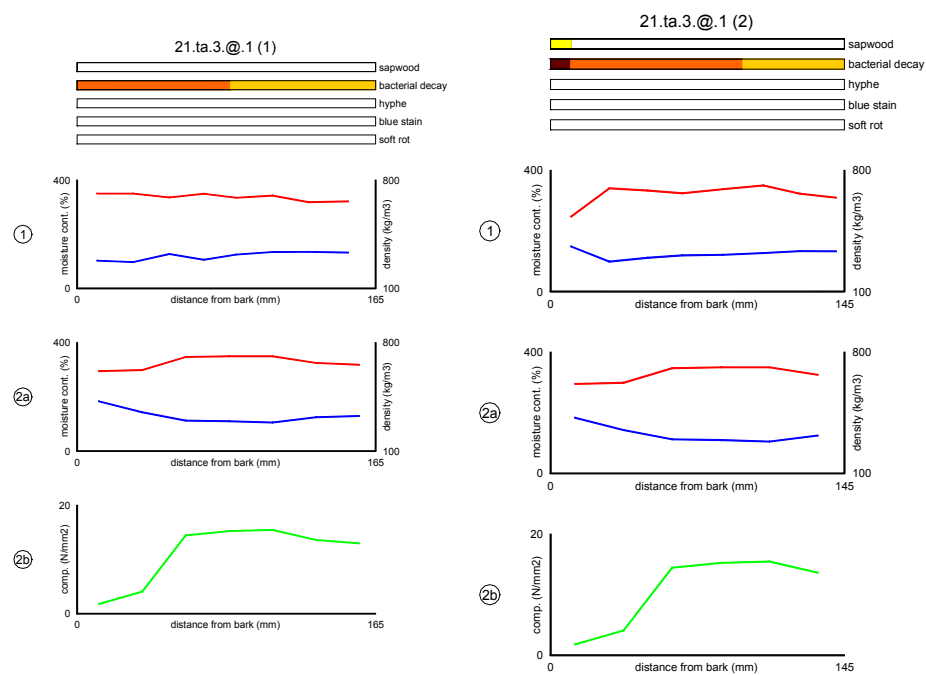 21.ta.3.@.1 (1)
sapwood
bacterial decay
hyphe
blue stain
soft rot
1
400
moisture cont. (%)
0
800
density (kg/m3)
100
0
distance from bark (mm)
165
2a
400
moisture cont. (%)
0
800
density (kg/m3)
100
0
distance from bark (mm)
165
2b
20
comp. (N/mm2)
0
0
distance from bark (mm)
165
21.ta.3.@.1 (2)
sapwood
bacterial decay
hyphe
blue stain
soft rot
1
400
moisture cont. (%)
0
800
density (kg/m3)
100
0
distance from bark (mm)
145
2a
400
moisture cont. (%)
0
800
density (kg/m3)
100
0
distance from bark (mm)
145
2b
20
comp. (N/mm2)
0
0
distance from bark (mm)
145